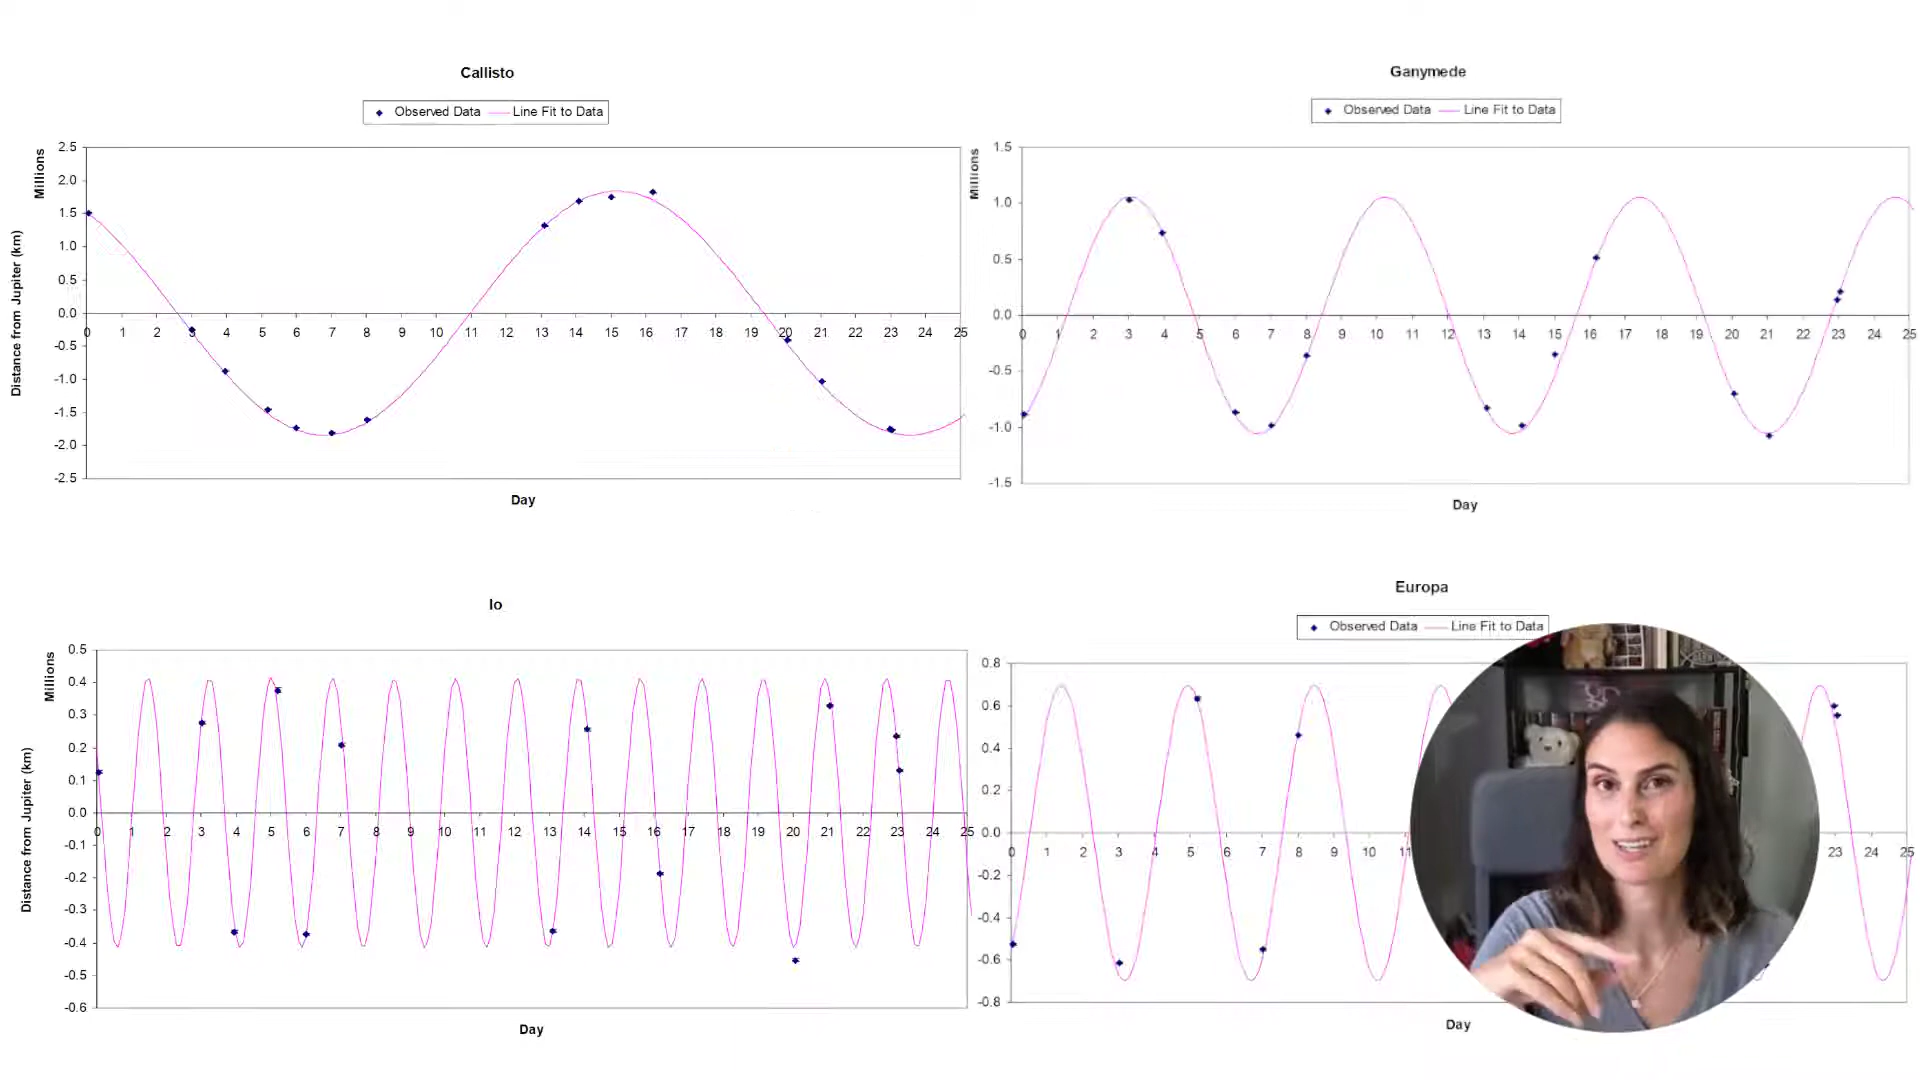 Callisto
Observed Data Line Fit to Data
Millions
Distance from Jupiter (km)
2.5
2.0
1.5
1.0
0.5
0.0
-0.5
-1.0
-1.5
-2.0
-2.5
0 1 2 3 4 5 6 7 8 9 10 11 12 13 14 15 16 17 18 19 20 21 22 23 24 25
Day
Ganymede
Observed Data Line Fit to Data
Millions
1.5
1.0
0.5
0.0
-0.5
-1.0
-1.5
0 1 2 3 4 5 6 7 8 9 10 11 12 13 14 15 16 17 18 19 20 21 22 23 24 25
Day
Io
Millions
Distance from Jupiter (km)
0.5
0.4
0.3
0.2
0.1
0.0
-0.1
-0.2
-0.3
-0.4
-0.5
-0.6
0 1 2 3 4 5 6 7 8 9 10 11 12 13 14 15 16 17 18 19 20 21 22 23 24 25
Day
Europa
Observed Data Line Fit to Data
0.8
0.6
0.4
0.2
0.0
-0.2
-0.4
-0.6
-0.8
0 1 2 3 4 5 6 7 8 9 10 11 23 24 25
Day